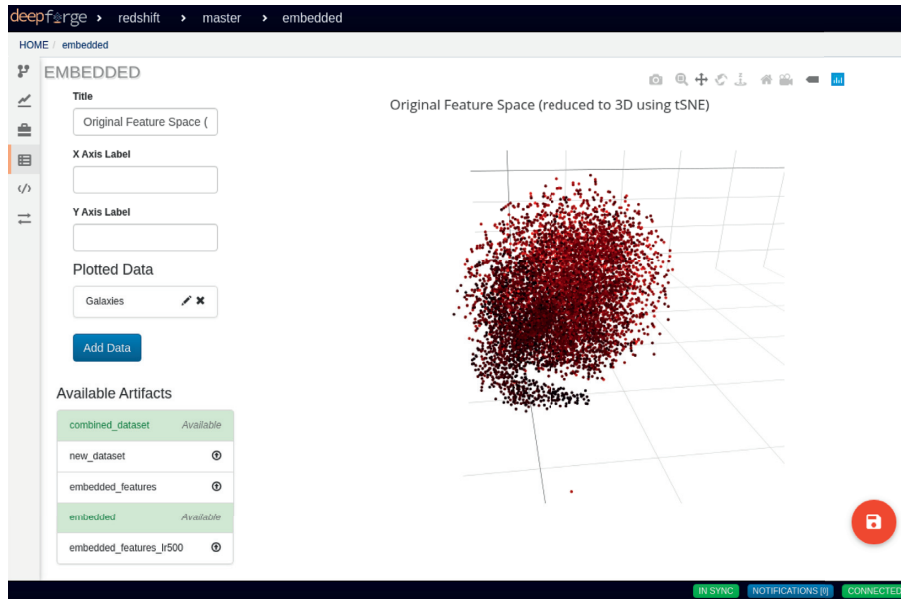 deepforge > redshift > master > embedded
HOME / embedded
EMBEDDED
Title
Original Feature Space (
X Axis Label
Y Axis Label
Plotted Data
Galaxies
Add Data
Available Artifacts
combined_dataset Available
new_dataset
embedded_features
embedded Available
embedded_features_lr500
Original Feature Space (reduced to 3D using tSNE)
IN SYNC NOTIFICATIONS [0] CONNECTED